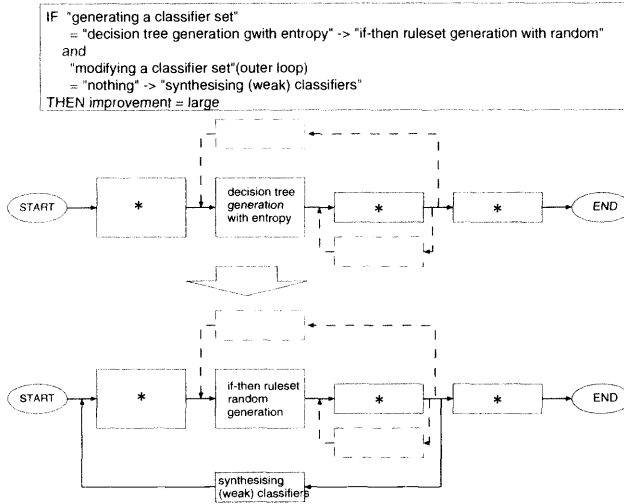 IF "generating a classifier set"
= "decision tree generation gwith entropy" -> "if-then ruleset generation with random"
and
"modifying a classifier set"(outer loop)
= "nothing" -> "synthesising (weak) classifiers"
THEN improvement = large
START
*
decision tree
generation
with entropy
*
*
END
START
*
if-then ruleset
random
generation
*
*
END
synthesising
(weak) classifiers